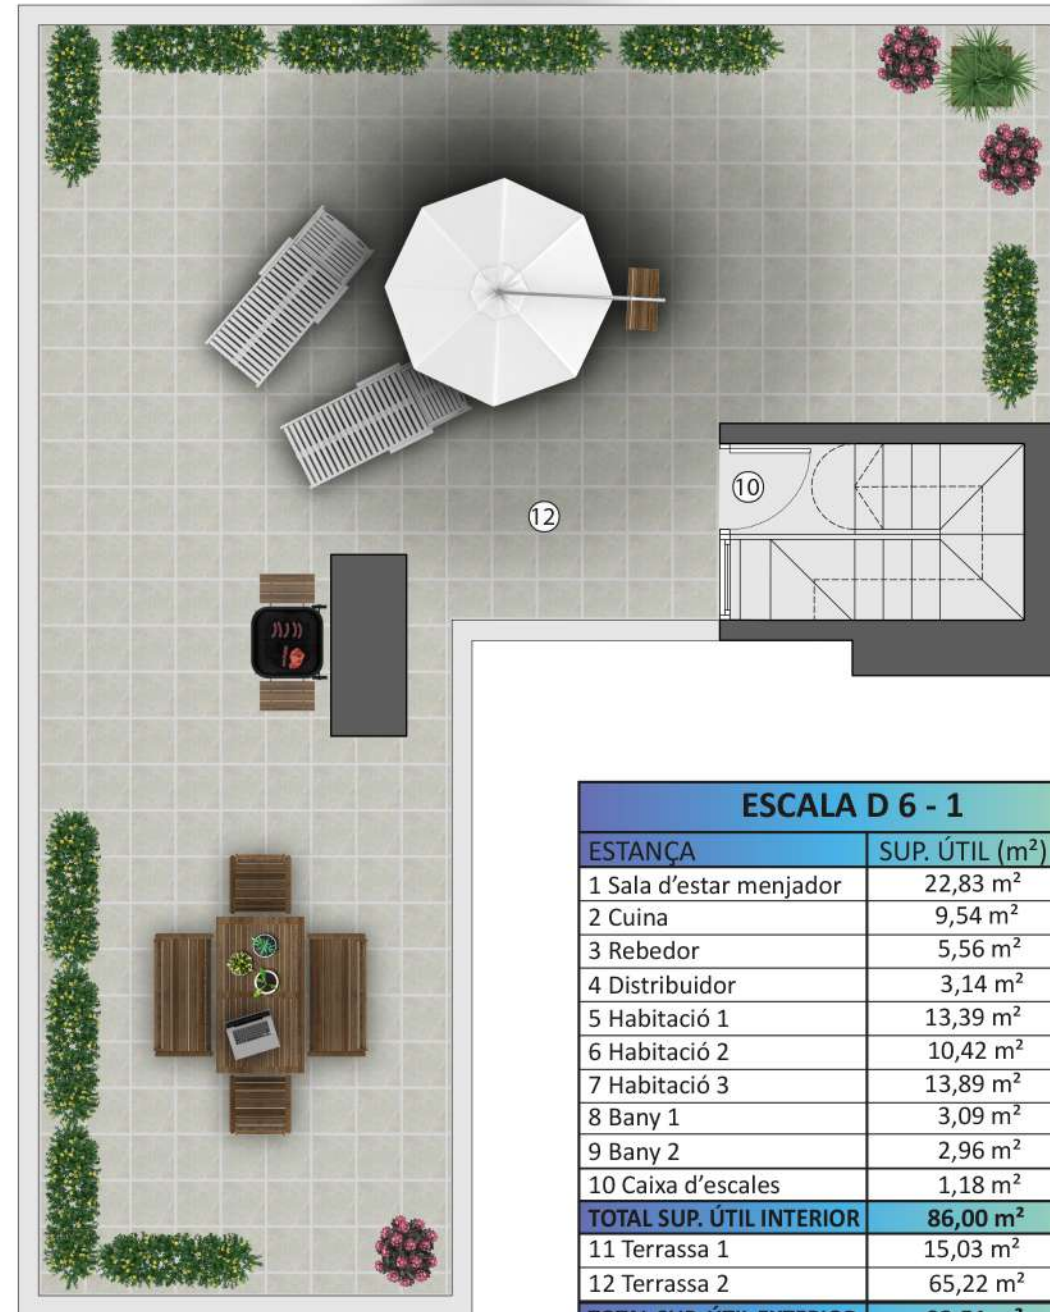 10
12
ESCALA D 6 - 1
ESTANÇA SUP. ÚTIL (m²)
1 Sala d'estar menjador 22,83 m²
2 Cuina 9,54 m²
3 Rebedor 5,56 m²
4 Distribuidor 3,14 m²
5 Habitació 1 13,39 m²
6 Habitació 2 10,42 m²
7 Habitació 3 13,89 m²
8 Bany 1 3,09 m²
9 Bany 2 2,96 m²
10 Caixa d'escales 1,18 m²
TOTAL SUP. ÚTIL INTERIOR 86,00 m²
11 Terrassa 1 15,03 m²
12 Terrassa 2 65,22 m²
TOTAL SUP. ÚTIL EXTERIOR